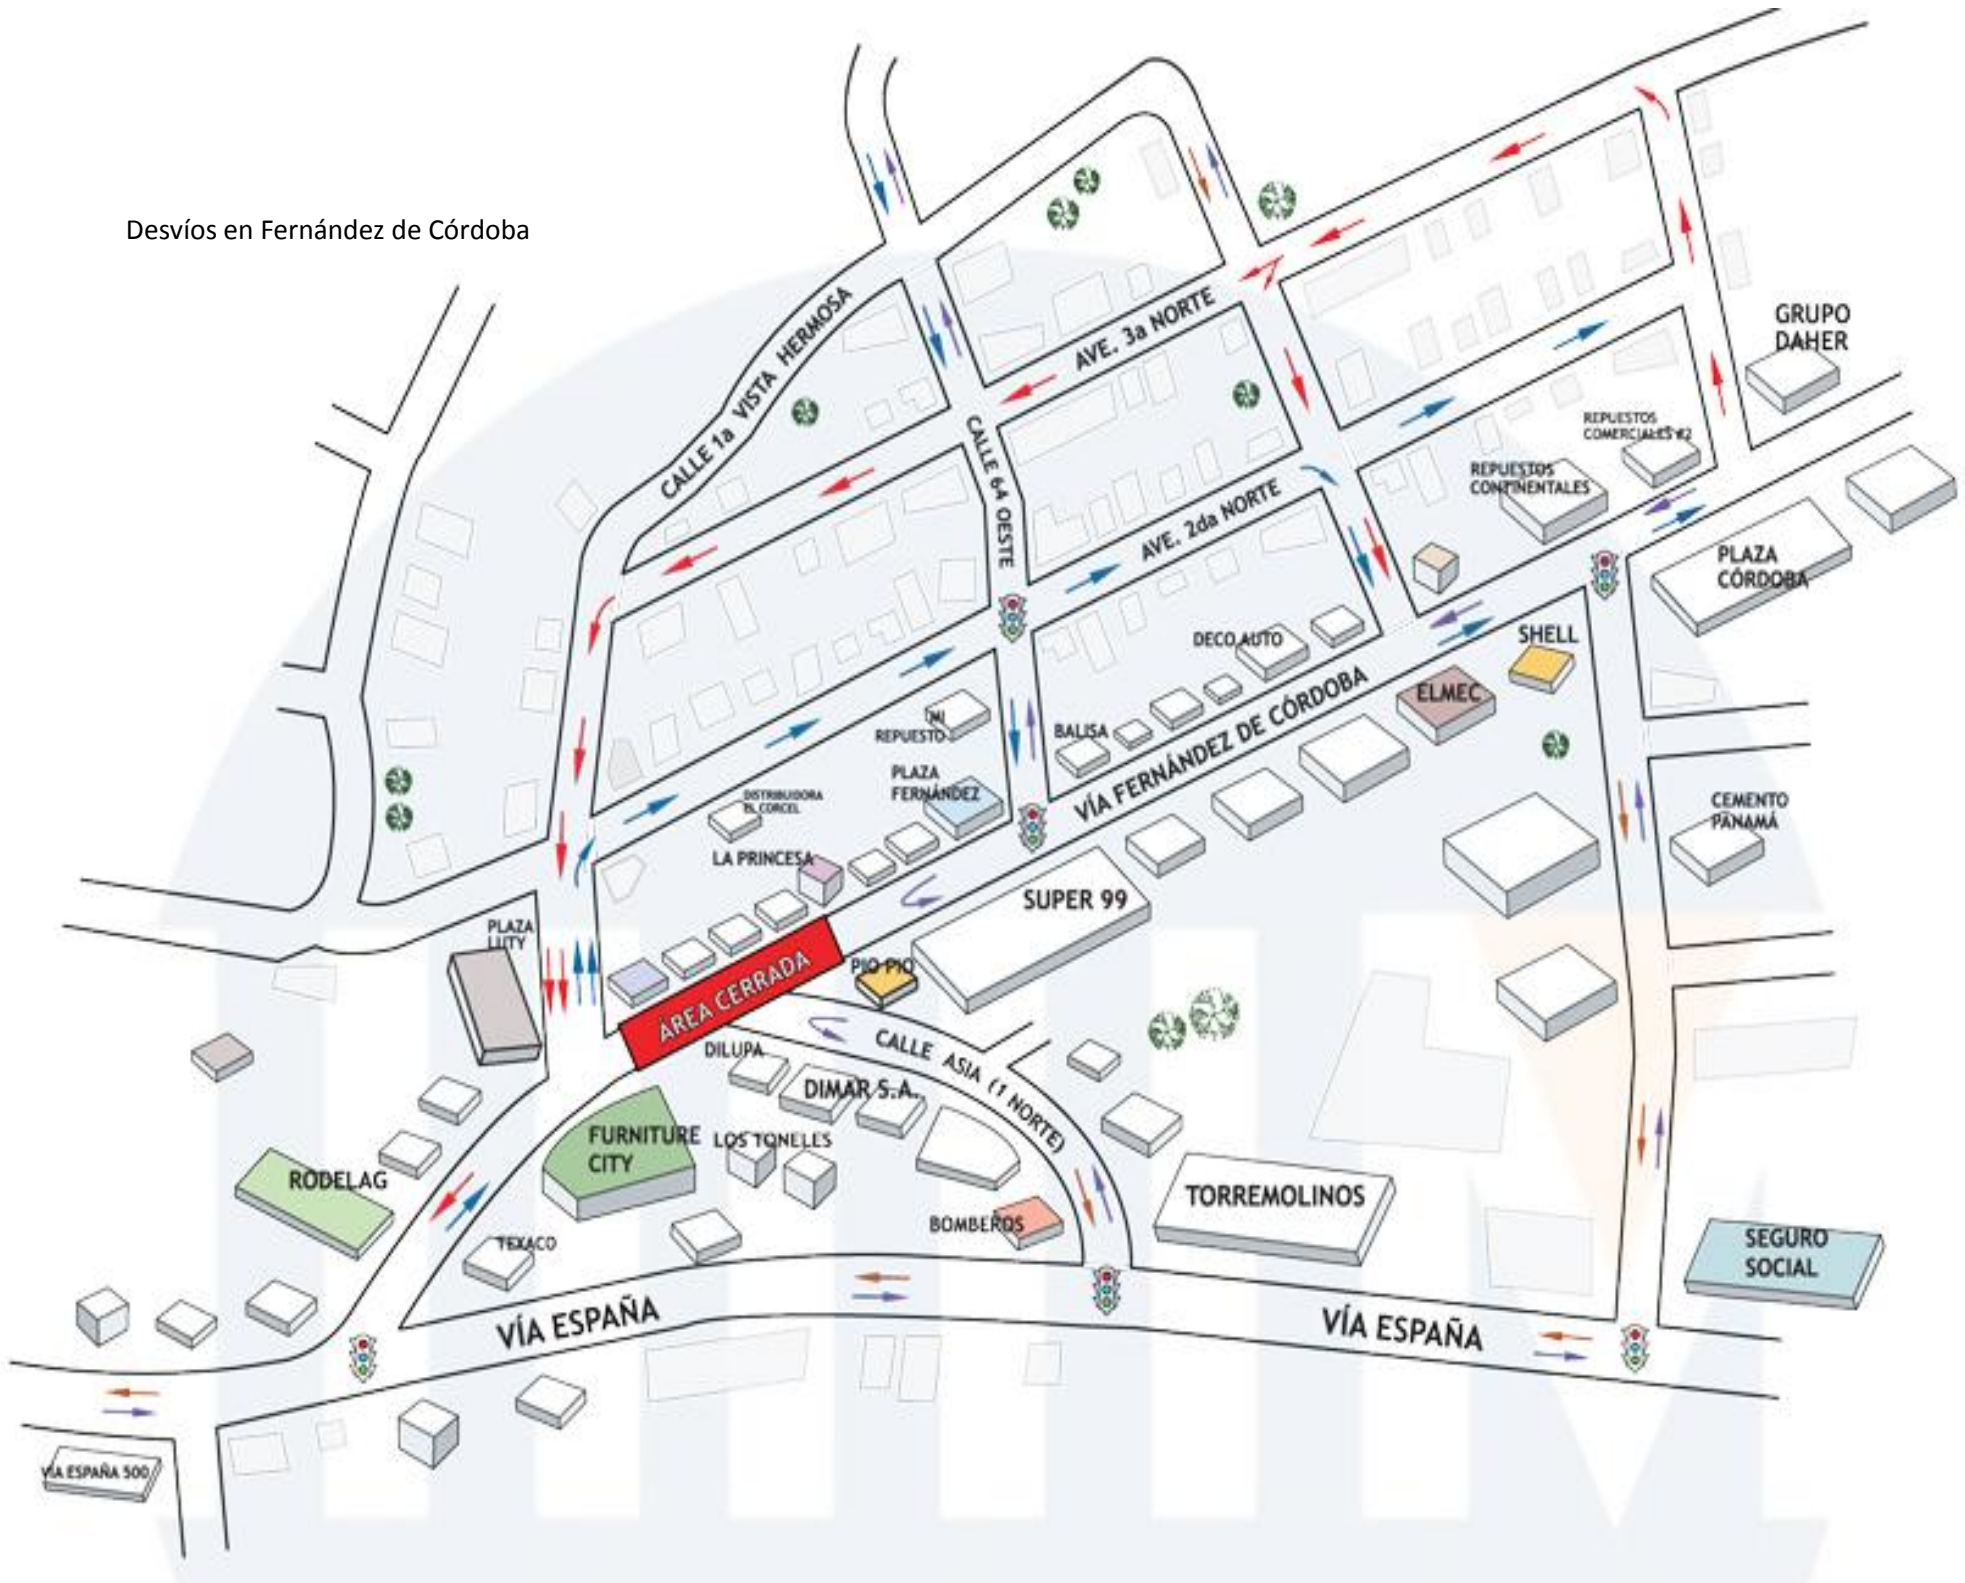 Desvíos en Fernández de Córdoba
CALLE 1a VISTA HERMOSA
AVE. 3a NORTE
GRUPO
DAHER
REPUESTOS
COMERCIALES #2
REPUESTOS
CONTINENTALES
CALLE 64 OESTE
AVE. 2da NORTE
PLAZA
CÓRDOBA
DECO AUTO
SHELL
ELMEC
MI
REPUESTO
BALISA
VÍA FERNÁNDEZ DE CÓRDOBA
PLAZA
FERNÁNDEZ
DISTRIBUIDORA
EL CORCEL
CEMENTO
PANAMÁ
LA PRINCESA
SUPER 99
PLAZA
LUTY
PIO PIO
ÁREA CERRADA
CALLE ASIA (1 NORTE)
DILUPA
DIMAR S.A.
FURNITURE
CITY
LOS TONELES
RODELAG
TORREMOLINOS
BOMBEROS
TEXACO
SEGURO
SOCIAL
VÍA ESPAÑA
VÍA ESPAÑA
VÍA ESPAÑA 500